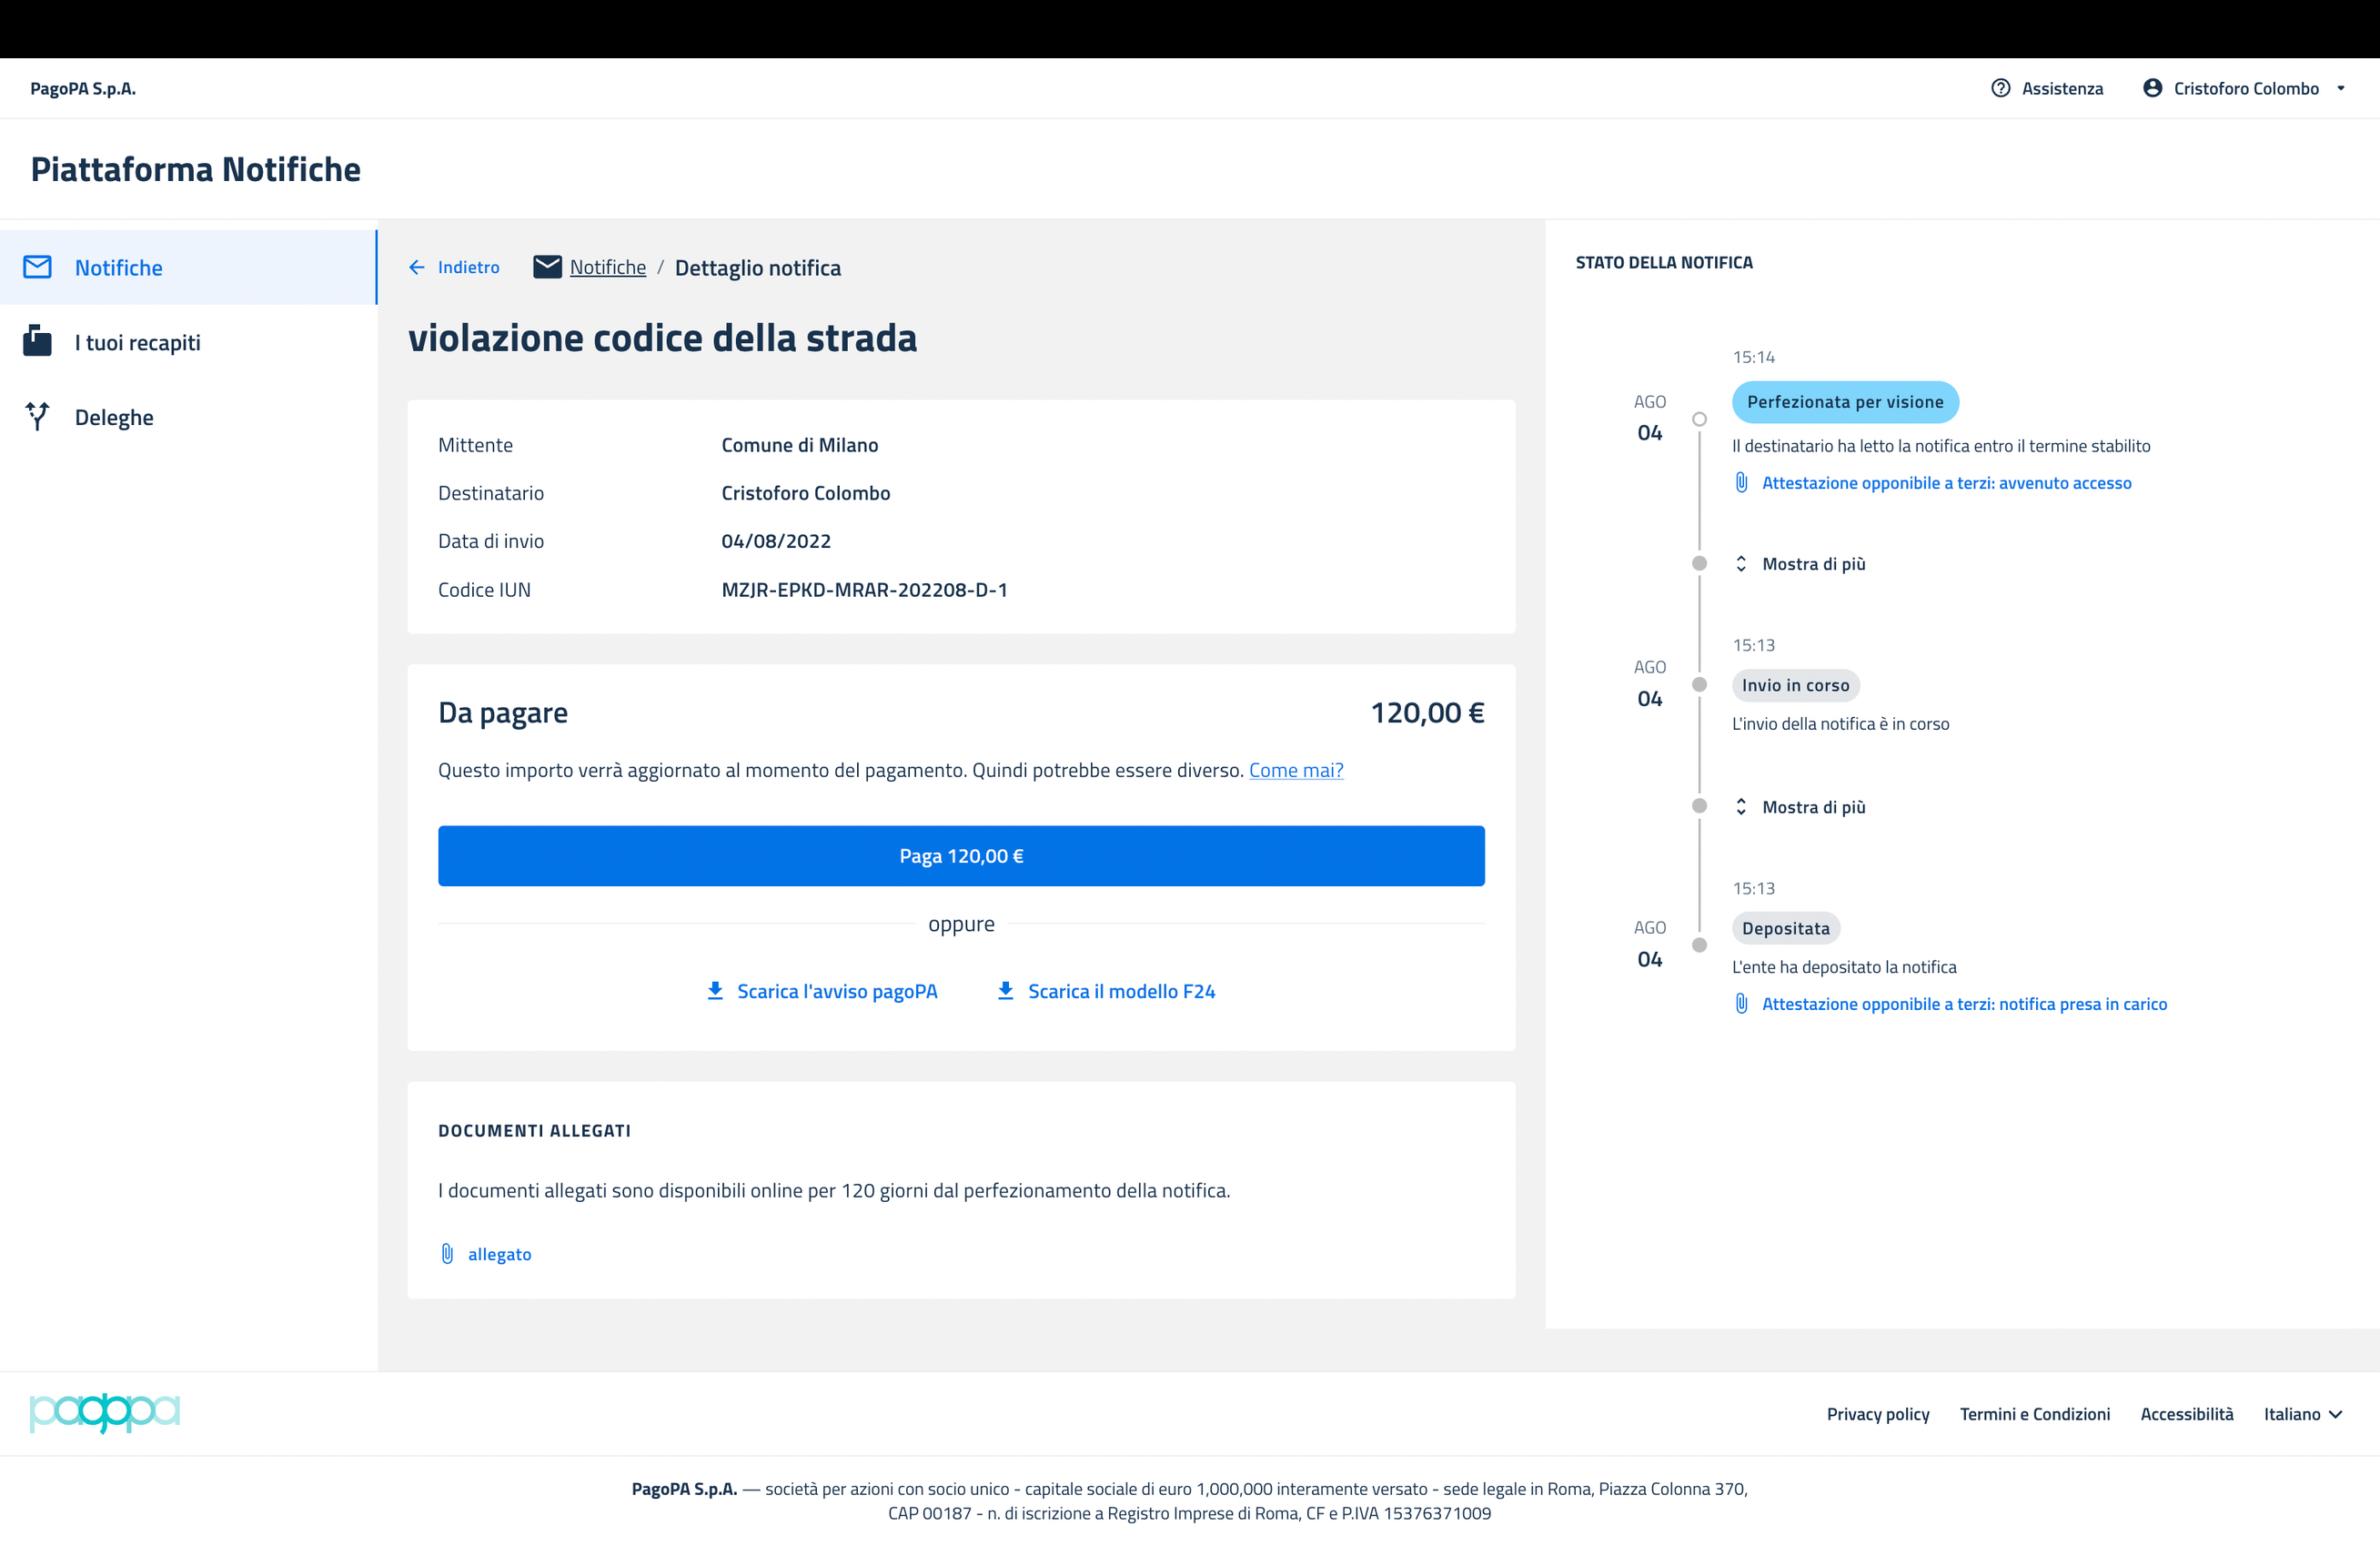 PagoPA S.p.A.
Assistenza
Cristoforo Colombo
Piattaforma Notifiche
Notifiche
I tuoi recapiti
Deleghe
Indietro
Notifiche / Dettaglio notifica
violazione codice della strada
Mittente Comune di Milano
Destinatario Cristoforo Colombo
Data di invio 04/08/2022
Codice IUN MZJR-EPKD-MRAR-202208-D-1
Da pagare 120,00 €
Questo importo verrà aggiornato al momento del pagamento. Quindi potrebbe essere diverso. Come mai?
Paga 120,00 €
oppure
Scarica l'avviso pagoPA
Scarica il modello F24
DOCUMENTI ALLEGATI
I documenti allegati sono disponibili online per 120 giorni dal perfezionamento della notifica.
allegato
STATO DELLA NOTIFICA
15:14
AGO
04
Perfezionata per visione
Il destinatario ha letto la notifica entro il termine stabilito
Attestazione opponibile a terzi: avvenuto accesso
Mostra di più
15:13
AGO
04
Invio in corso
L'invio della notifica è in corso
Mostra di più
15:13
AGO
04
Depositata
L'ente ha depositato la notifica
Attestazione opponibile a terzi: notifica presa in carico
pagopa
Privacy policy
Termini e Condizioni
Accessibilità
Italiano
PagoPA S.p.A. — società per azioni con socio unico - capitale sociale di euro 1,000,000 interamente versato - sede legale in Roma, Piazza Colonna 370,
CAP 00187 - n. di iscrizione a Registro Imprese di Roma, CF e P.IVA 15376371009